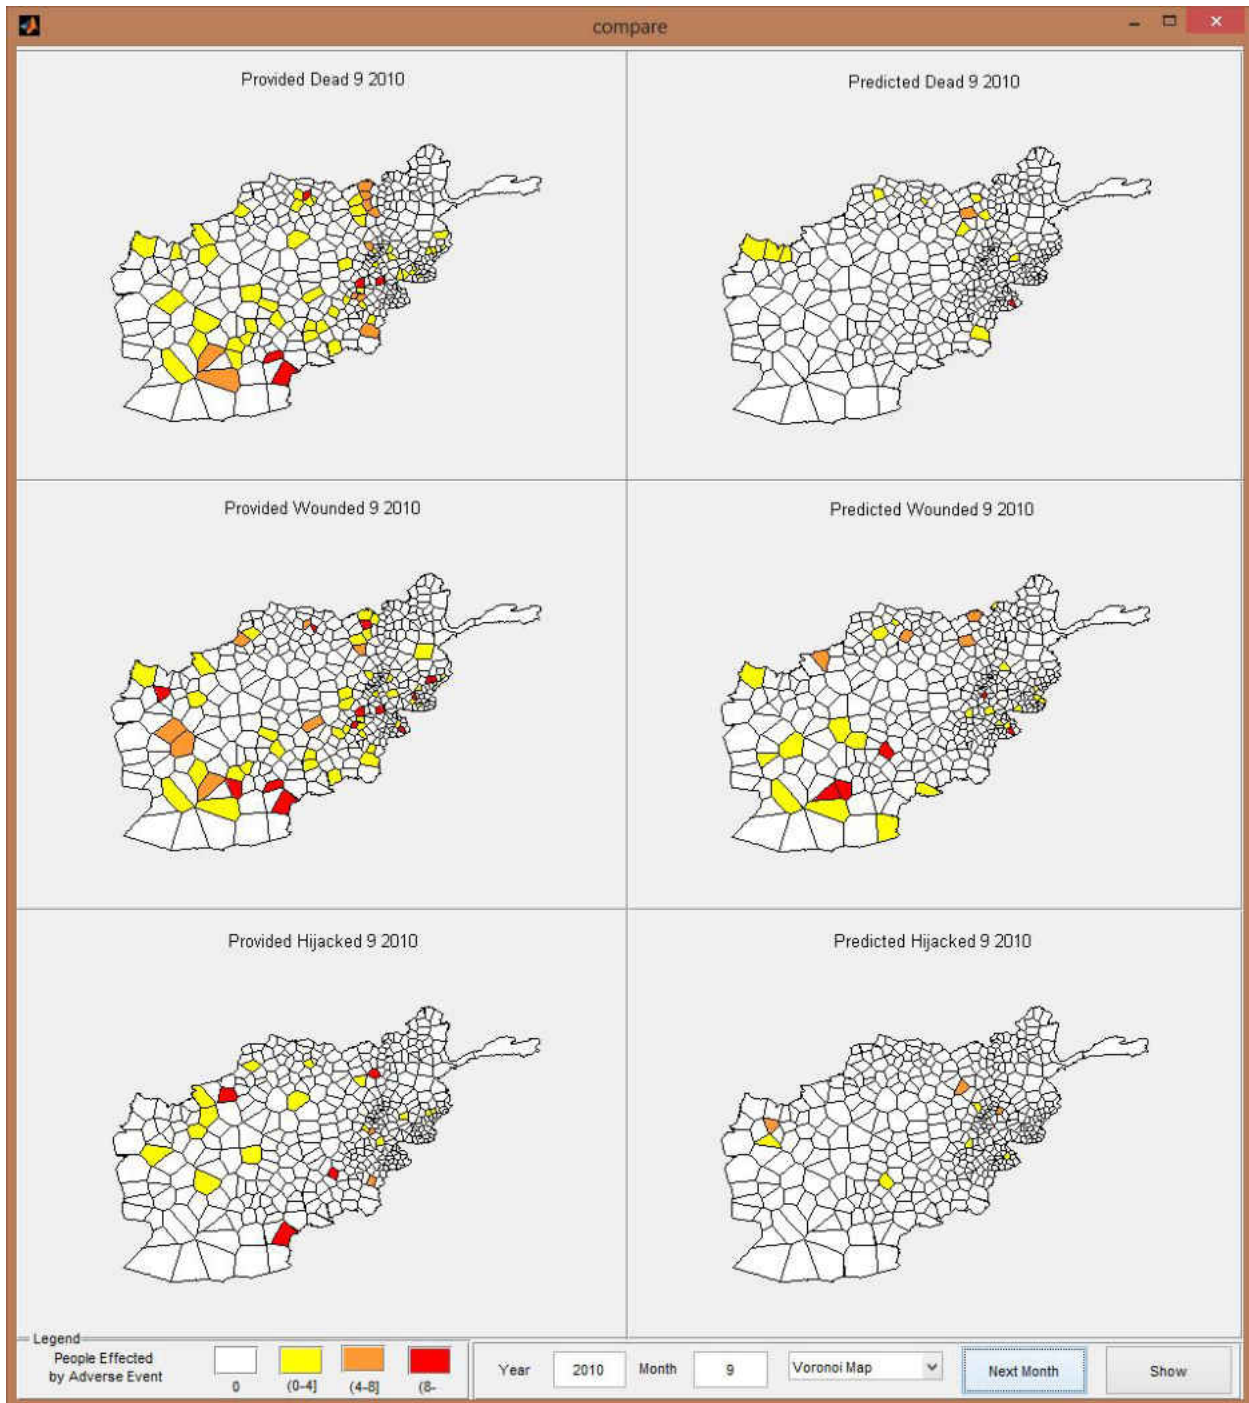 compare
Provided Dead 9 2010
Predicted Dead 9 2010
Provided Wounded 9 2010
Predicted Wounded 9 2010
Provided Hijacked 9 2010
Predicted Hijacked 9 2010
Legend
People Effected
by Adverse Event
0
(0-4]
(4-8]
(8-
Year
2010
Month
9
Voronoi Map
Next Month
Show